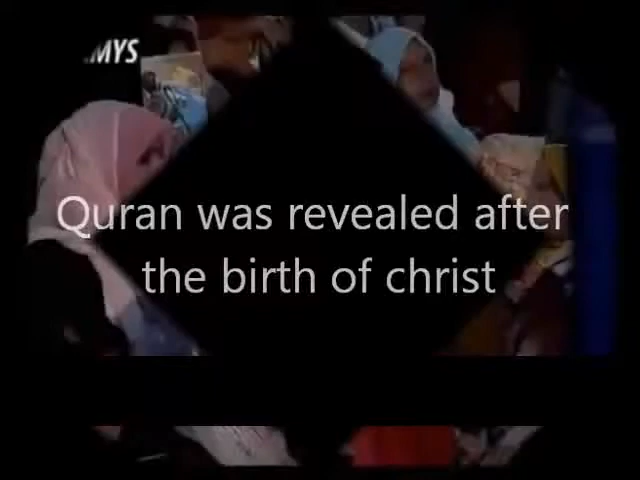 .MYS
Quran was revealed after
the birth of christ